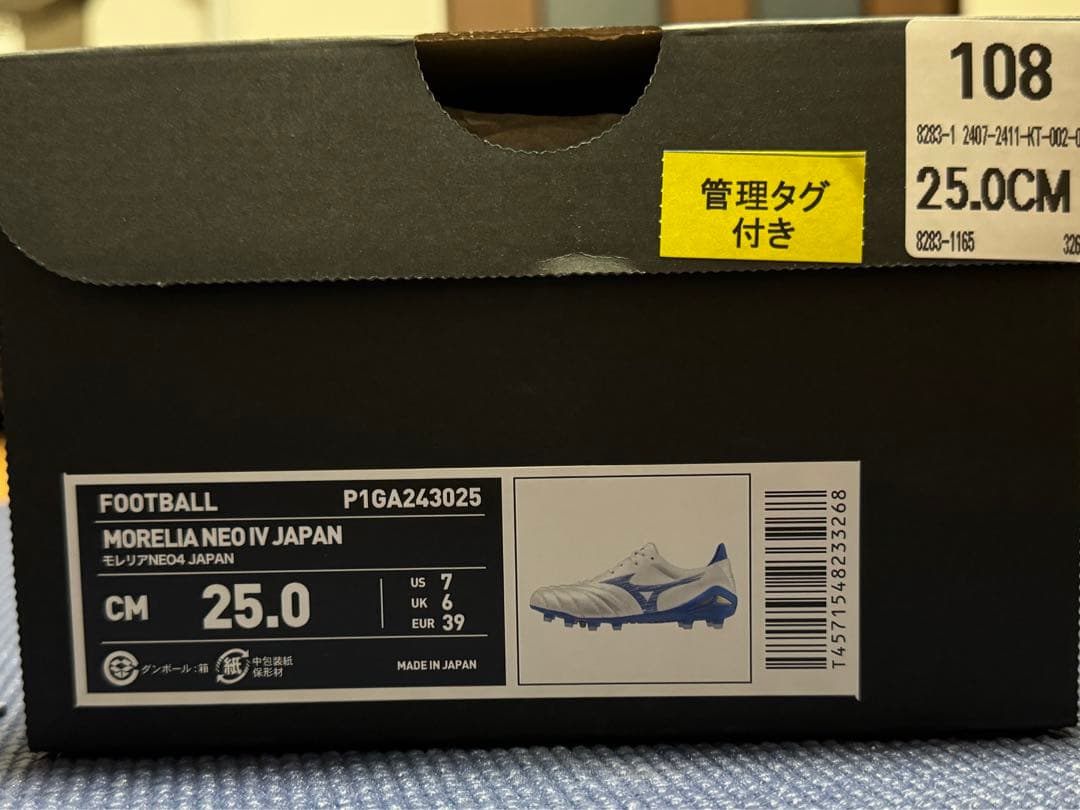 108
8283-1 2407-2411-KT-002-0
25.0CM
8283-1165 326
管理タグ
付き
FOOTBALL P1GA243025
MORELIA NEO IV JAPAN
モレリアNEO4 JAPAN
CM 25.0
US 7
UK 6
EUR 39
ダンボール:箱
紙
中包装紙
保形材
MADE IN JAPAN
T4571548233268